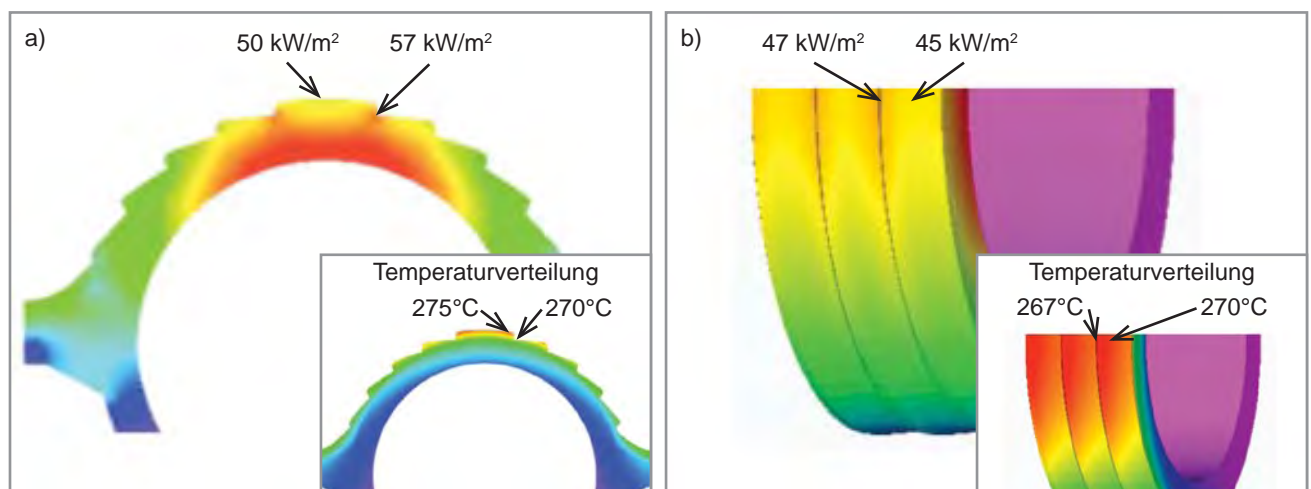 a)
50 kW/m²
57 kW/m²
Temperaturverteilung
275°C
270°C
b)
47 kW/m²
45 kW/m²
Temperaturverteilung
267°C
270°C